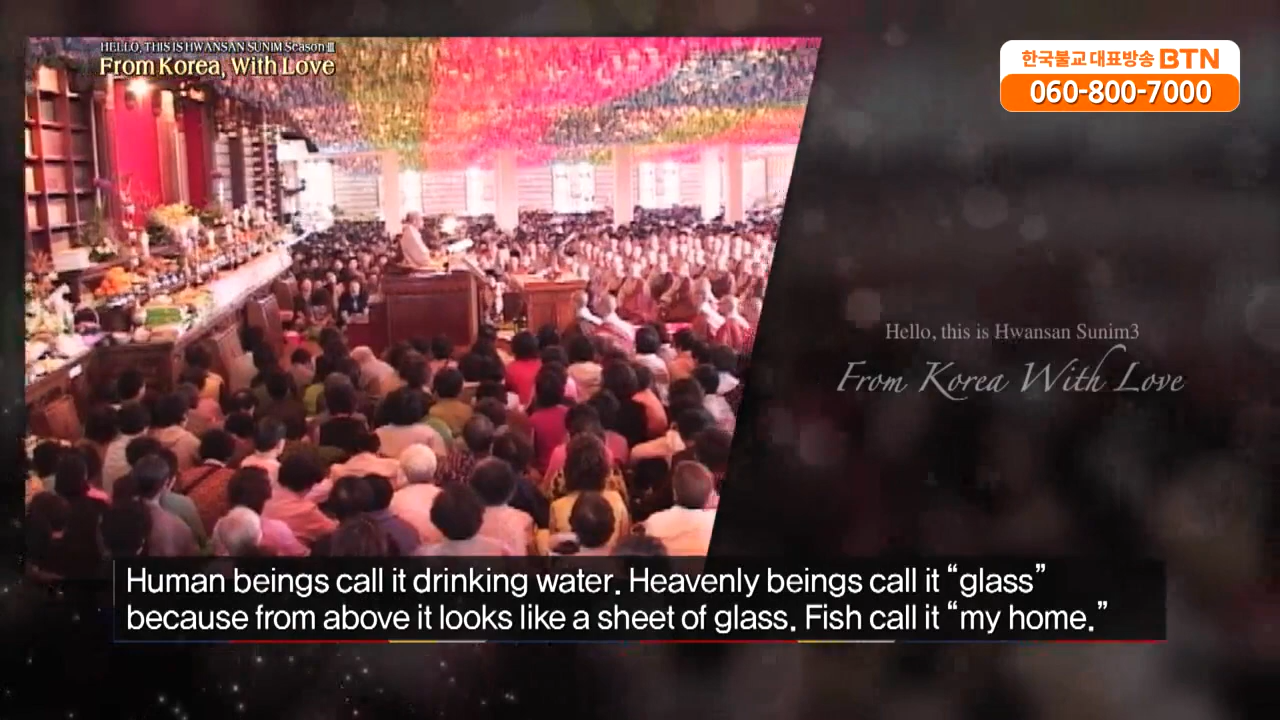 HELLO, THIS IS HWANSAN SUNIM Season Ⅲ
From Korea, With Love
한국불교 대표방송 BTN
060-800-7000
Hello, this is Hwansan Sunim3
From Korea With Love
Human beings call it drinking water. Heavenly beings call it “glass”
because from above it looks like a sheet of glass. Fish call it “my home.”